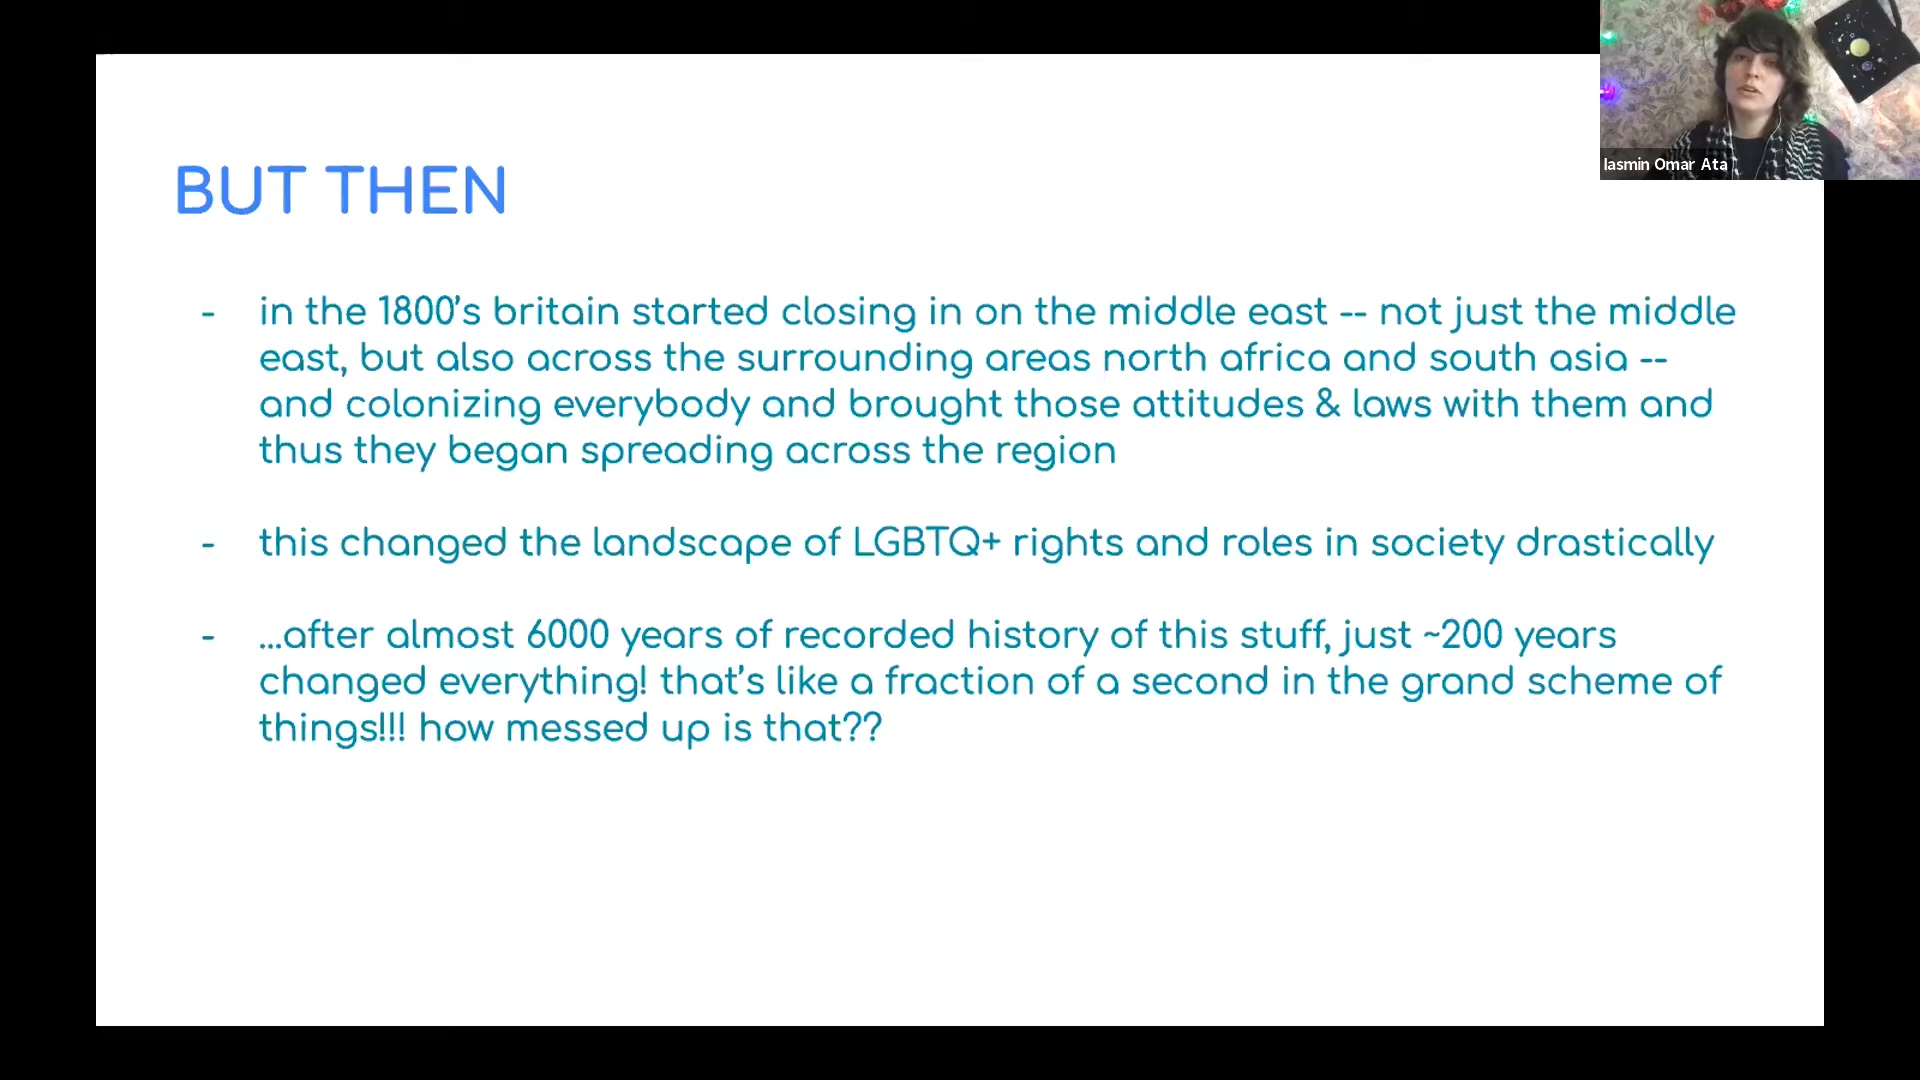 BUT THEN
- in the 1800's britain started closing in on the middle east -- not just the middle
east, but also across the surrounding areas north africa and south asia --
and colonizing everybody and brought those attitudes & laws with them and
thus they began spreading across the region
- this changed the landscape of LGBTQ+ rights and roles in society drastically
- ...after almost 6000 years of recorded history of this stuff, just ~200 years
changed everything! that's like a fraction of a second in the grand scheme of
things!!! how messed up is that??
Iasmin Omar Ata